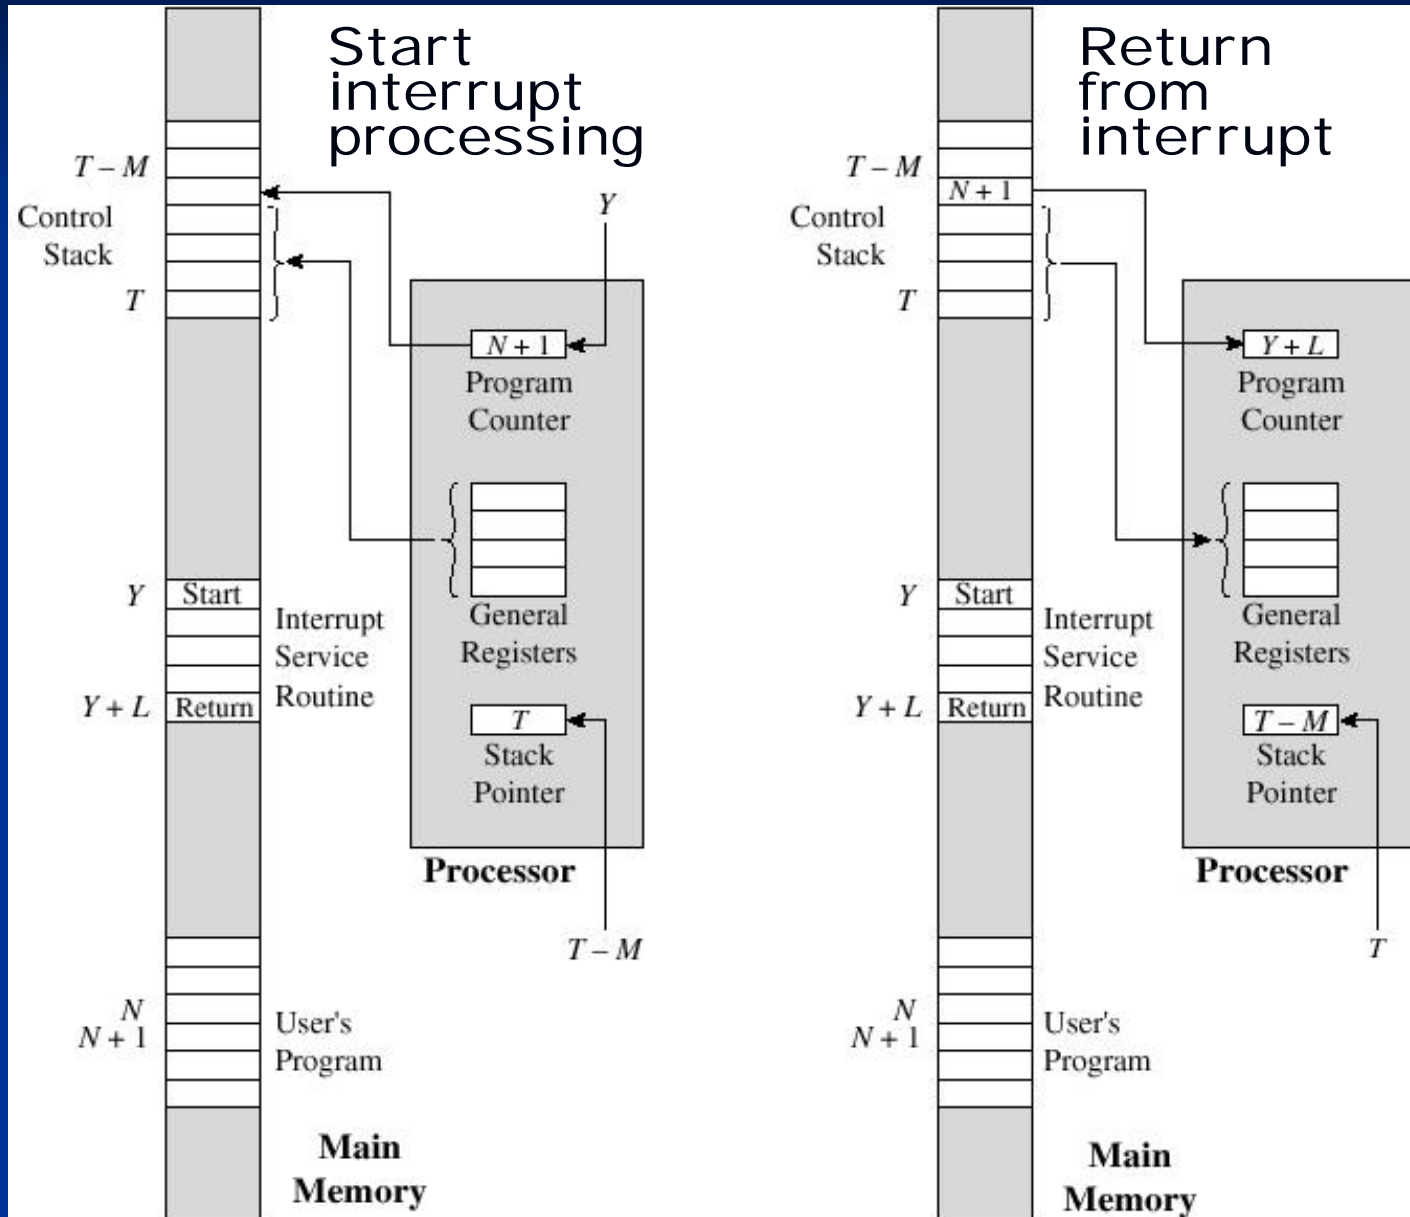 Start
interrupt
processing
T – M
Control
Stack
T
Y
N + 1
Program
Counter
General
Registers
T
Stack
Pointer
Processor
T – M
Y
Start
Interrupt
Service
Routine
Y + L
Return
N
N + 1
User's
Program
Main
Memory
Return
from
interrupt
T – M
N + 1
Control
Stack
T
Y + L
Program
Counter
General
Registers
T – M
Stack
Pointer
Processor
T
Y
Start
Interrupt
Service
Routine
Y + L
Return
N
N + 1
User's
Program
Main
Memory